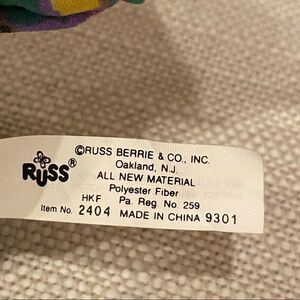 RUSS®
©RUSS BERRIE & CO., INC.
Oakland, N.J.
ALL NEW MATERIAL
Polyester Fiber
HKF Pa. Reg. No. 259
Item No. 2404 MADE IN CHINA 9301